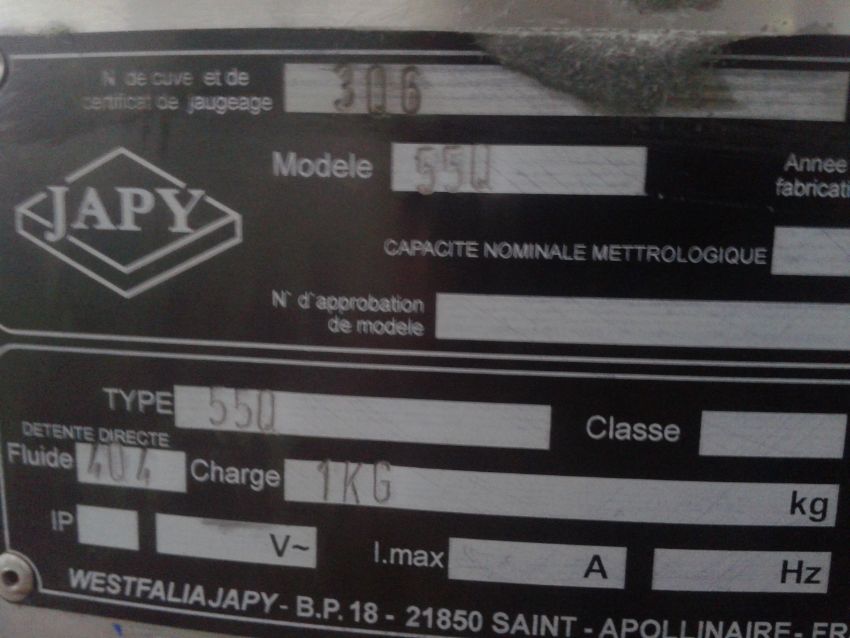 N. de cuve et de
certificat de jaugeage
306
JAPY
Modele 550
Annee
fabricati
CAPACITE NOMINALE METTROLOGIQUE
N° d'approbation
de modele
TYPE 550
Classe
DETENTE DIRECTE
Fluide 404 Charge 1KG kg
IP V~ I.max A Hz
WESTFALIA JAPY - B.P. 18 - 21850 SAINT - APOLLINAIRE - FR